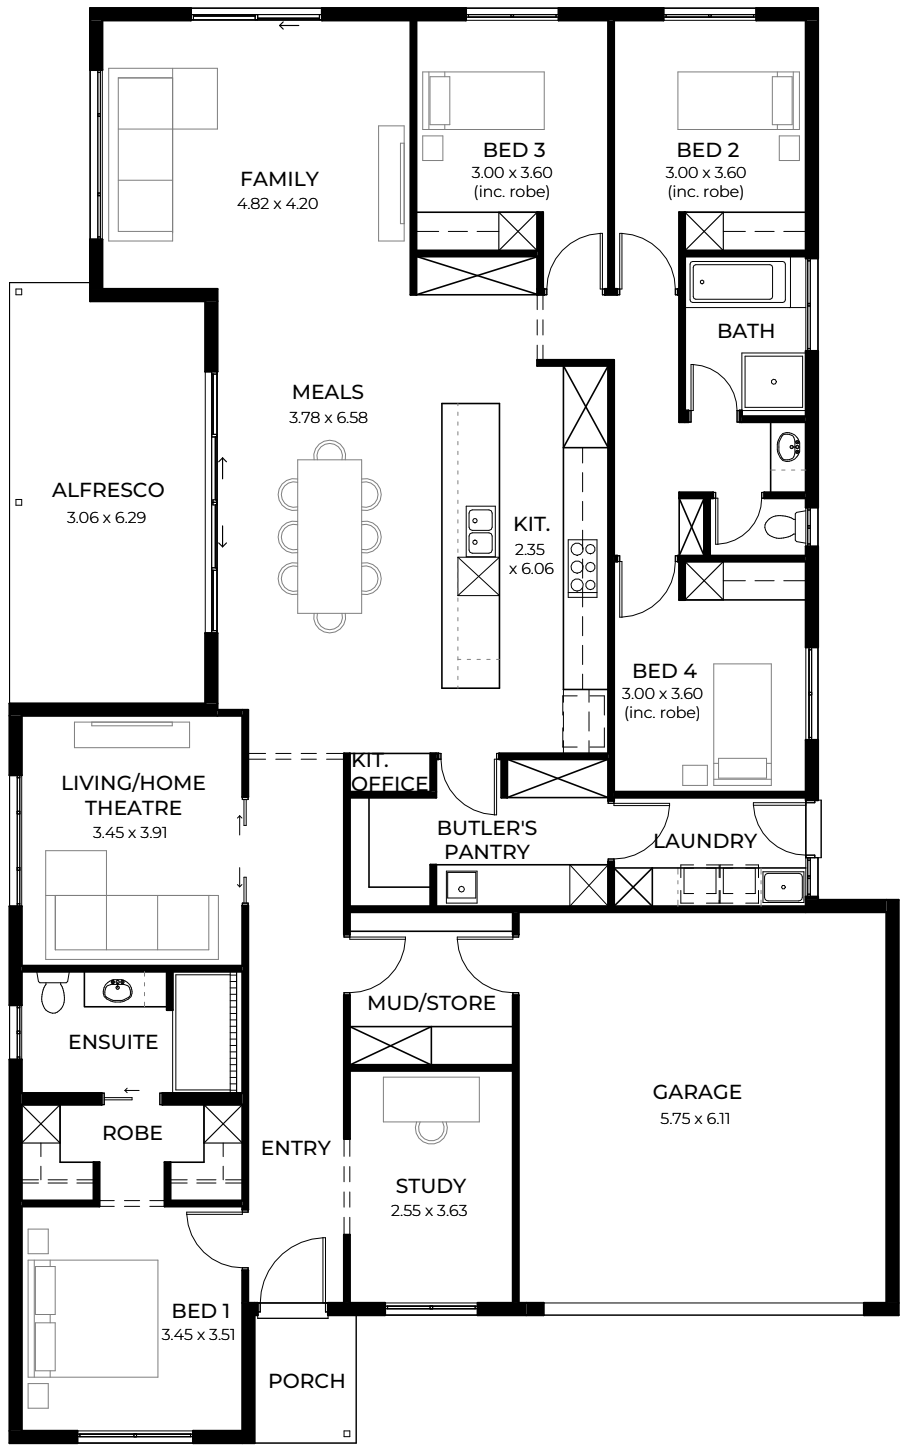 FAMILY
4.82 x 4.20
BED 3
3.00 x 3.60
(inc. robe)
BED 2
3.00 x 3.60
(inc. robe)
BATH
MEALS
3.78 x 6.58
ALFRESCO
3.06 x 6.29
KIT.
2.35
x 6.06
BED 4
3.00 x 3.60
(inc. robe)
LIVING/HOME
THEATRE
3.45 x 3.91
KIT.
OFFICE
BUTLER'S
PANTRY
LAUNDRY
MUD/STORE
ENSUITE
ROBE
ENTRY
STUDY
2.55 x 3.63
GARAGE
5.75 x 6.11
BED 1
3.45 x 3.51
PORCH